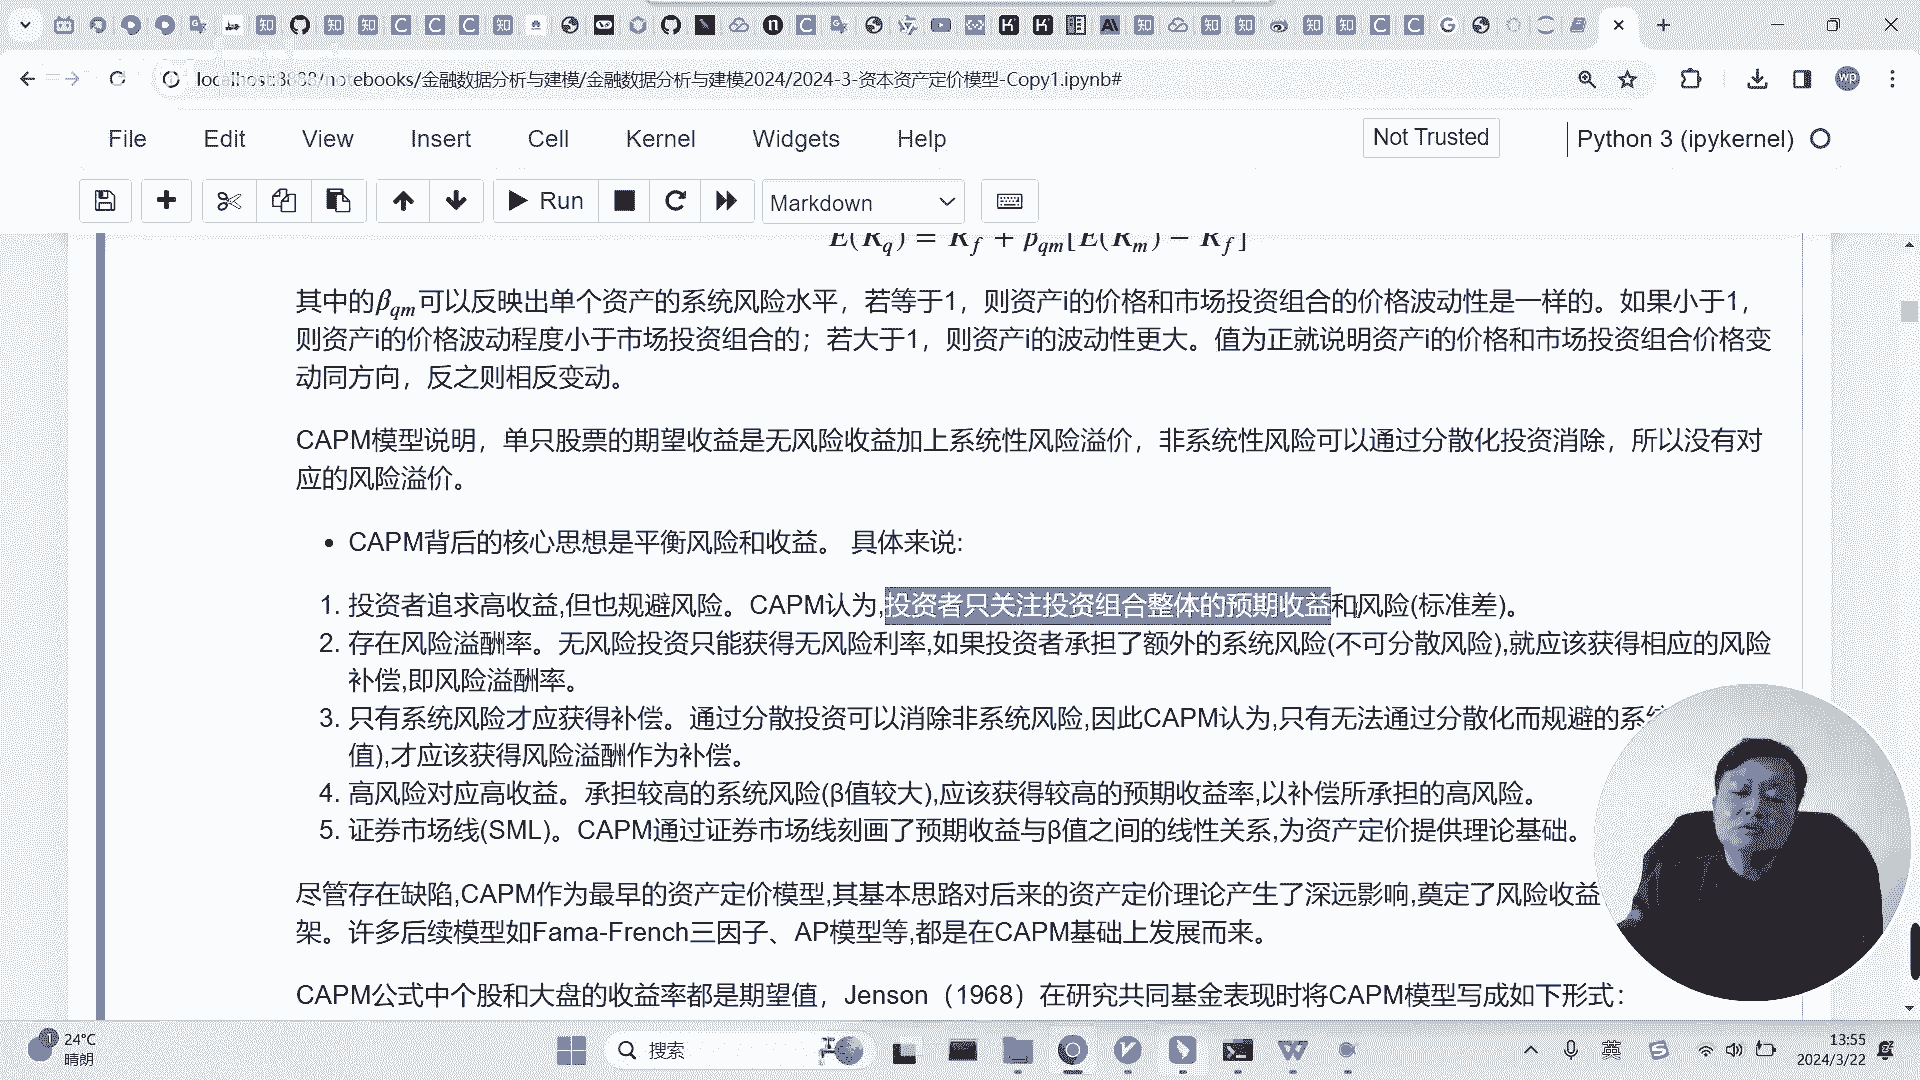 localhost:8888/notebooks/金融数据分析与建模/金融数据分析与建模2024/2024-3-资本资产定价模型-Copy1.ipynb#
wp
File Edit View Insert Cell Kernel Widgets Help
Not Trusted
Python 3 (ipykernel)
Run
Markdown
E(R_q) = R_f + β_qm[E(R_m) − R_f]
其中的β_qm可以反映出单个资产的系统风险水平，若等于1，则资产i的价格和市场投资组合的价格波动性是一样的。如果小于1，
则资产i的价格波动程度小于市场投资组合的；若大于1，则资产i的波动性更大。值为正就说明资产i的价格和市场投资组合价格变
动同方向，反之则相反变动。
CAPM模型说明，单只股票的期望收益是无风险收益加上系统性风险溢价，非系统性风险可以通过分散化投资消除，所以没有对
应的风险溢价。
• CAPM背后的核心思想是平衡风险和收益。 具体来说:
1. 投资者追求高收益,但也规避风险。CAPM认为,投资者只关注投资组合整体的预期收益和风险(标准差)。
2. 存在风险溢酬率。无风险投资只能获得无风险利率,如果投资者承担了额外的系统风险(不可分散风险),就应该获得相应的风险
补偿,即风险溢酬率。
3. 只有系统风险才应获得补偿。通过分散投资可以消除非系统风险,因此CAPM认为,只有无法通过分散化而规避的系
值),才应该获得风险溢酬作为补偿。
4. 高风险对应高收益。承担较高的系统风险(β值较大),应该获得较高的预期收益率,以补偿所承担的高风险。
5. 证券市场线(SML)。CAPM通过证券市场线刻画了预期收益与β值之间的线性关系,为资产定价提供理论基础。
尽管存在缺陷,CAPM作为最早的资产定价模型,其基本思路对后来的资产定价理论产生了深远影响,奠定了风险收益
架。许多后续模型如Fama-French三因子、AP模型等,都是在CAPM基础上发展而来。
CAPM公式中个股和大盘的收益率都是期望值，Jenson（1968）在研究共同基金表现时将CAPM模型写成如下形式：
24°C
晴朗
搜索
英
13:55
2024/3/22